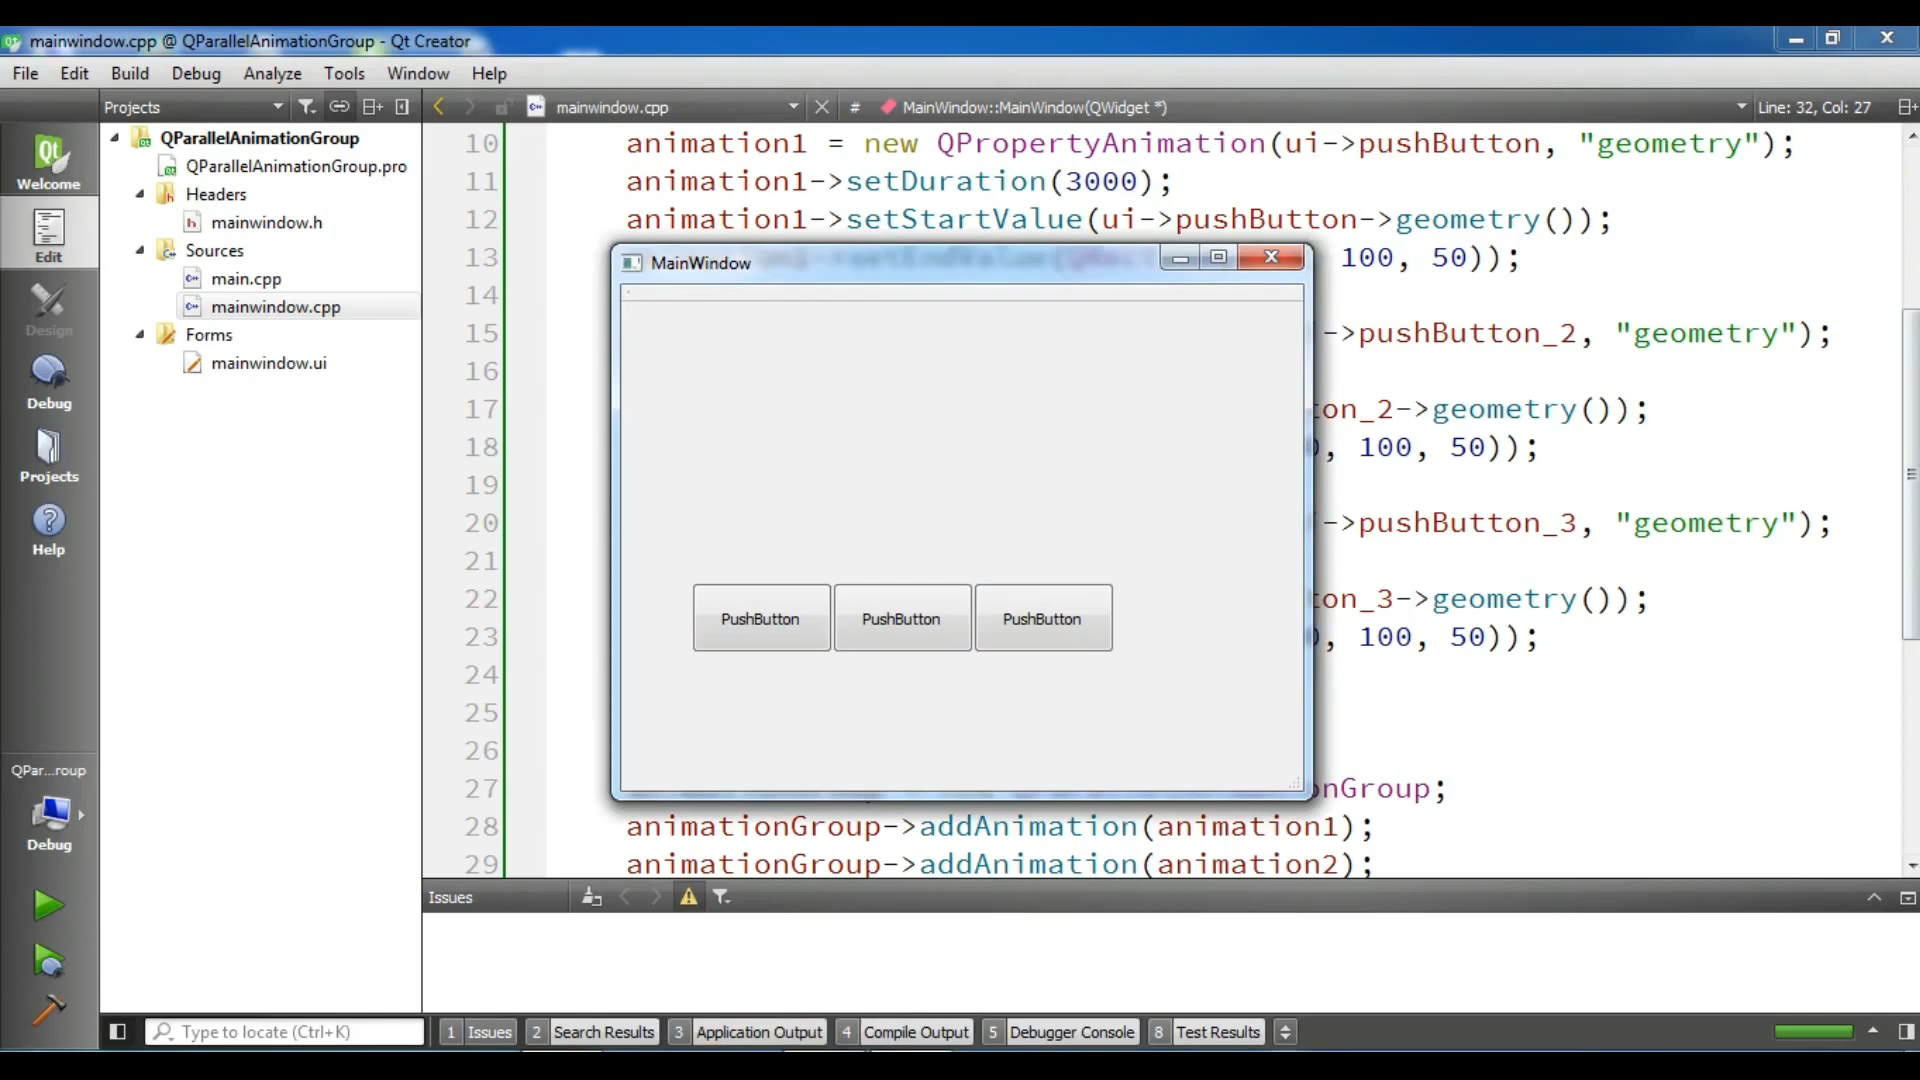 mainwindow.cpp @ QParallelAnimationGroup - Qt Creator
File Edit Build Debug Analyze Tools Window Help
Projects mainwindow.cpp # MainWindow::MainWindow(QWidget *) Line: 32, Col: 27
Welcome
Edit
Design
Debug
Projects
Help
QPar...roup
Debug
QParallelAnimationGroup
QParallelAnimationGroup.pro
Headers
mainwindow.h
Sources
main.cpp
mainwindow.cpp
Forms
mainwindow.ui
10 animation1 = new QPropertyAnimation(ui->pushButton, "geometry");
11 animation1->setDuration(3000);
12 animation1->setStartValue(ui->pushButton->geometry());
13 100, 50));
14
15 ->pushButton_2, "geometry");
16
17 on_2->geometry());
18 , 100, 50));
19
20 ->pushButton_3, "geometry");
21
22 on_3->geometry());
23 , 100, 50));
24
25
26
27 nGroup;
28 animationGroup->addAnimation(animation1);
29 animationGroup->addAnimation(animation2);
MainWindow
PushButton PushButton PushButton
Issues
Type to locate (Ctrl+K) 1 Issues 2 Search Results 3 Application Output 4 Compile Output 5 Debugger Console 8 Test Results